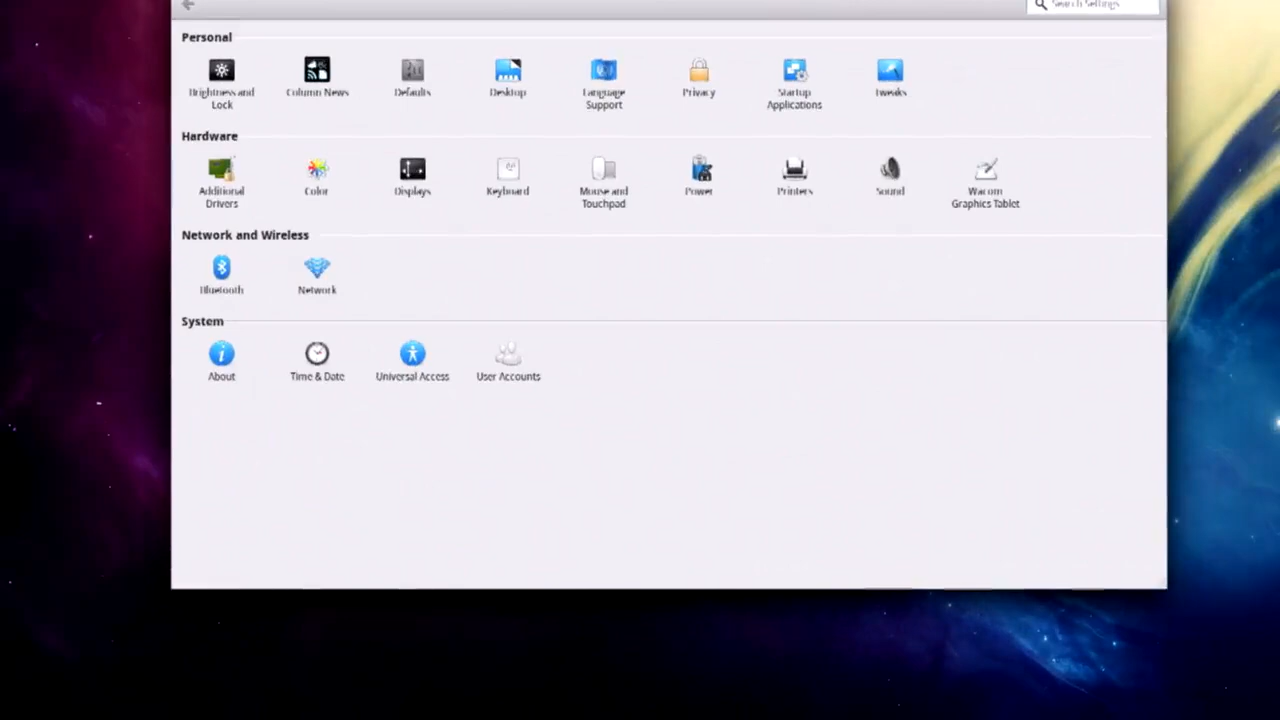 Search Settings
Personal
Brightness and
Lock
Column News
Defaults
Desktop
Language
Support
Privacy
Startup
Applications
Tweaks
Hardware
Additional
Drivers
Color
Displays
Keyboard
Mouse and
Touchpad
Power
Printers
Sound
Wacom
Graphics Tablet
Network and Wireless
Bluetooth
Network
System
About
Time & Date
Universal Access
User Accounts